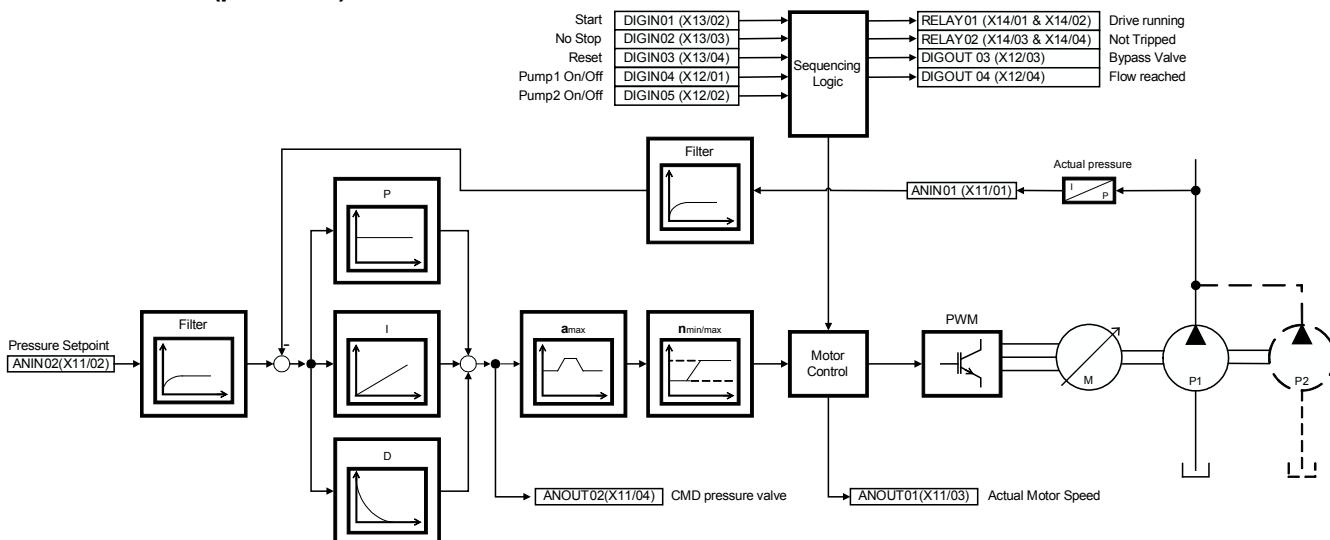 Start DIGIN01 (X13/02) RELAY01 (X14/01 & X14/02) Drive running
No Stop DIGIN02 (X13/03) RELAY02 (X14/03 & X14/04) Not Tripped
Reset DIGIN03 (X13/04) DIGOUT 03 (X12/03) Bypass Valve
Pump1 On/Off DIGIN04 (X12/01) DIGOUT 04 (X12/04) Flow reached
Pump2 On/Off DIGIN05 (X12/02)
Sequencing
Logic
Filter
Actual pressure
ANIN01 (X11/01)
I
P
P
Pressure Setpoint
ANIN02(X11/02)
Filter
-
I
amax
nmin/max
Motor
Control
PWM
M
P1
P2
D
ANOUT02(X11/04) CMD pressure valve
ANOUT01(X11/03) Actual Motor Speed